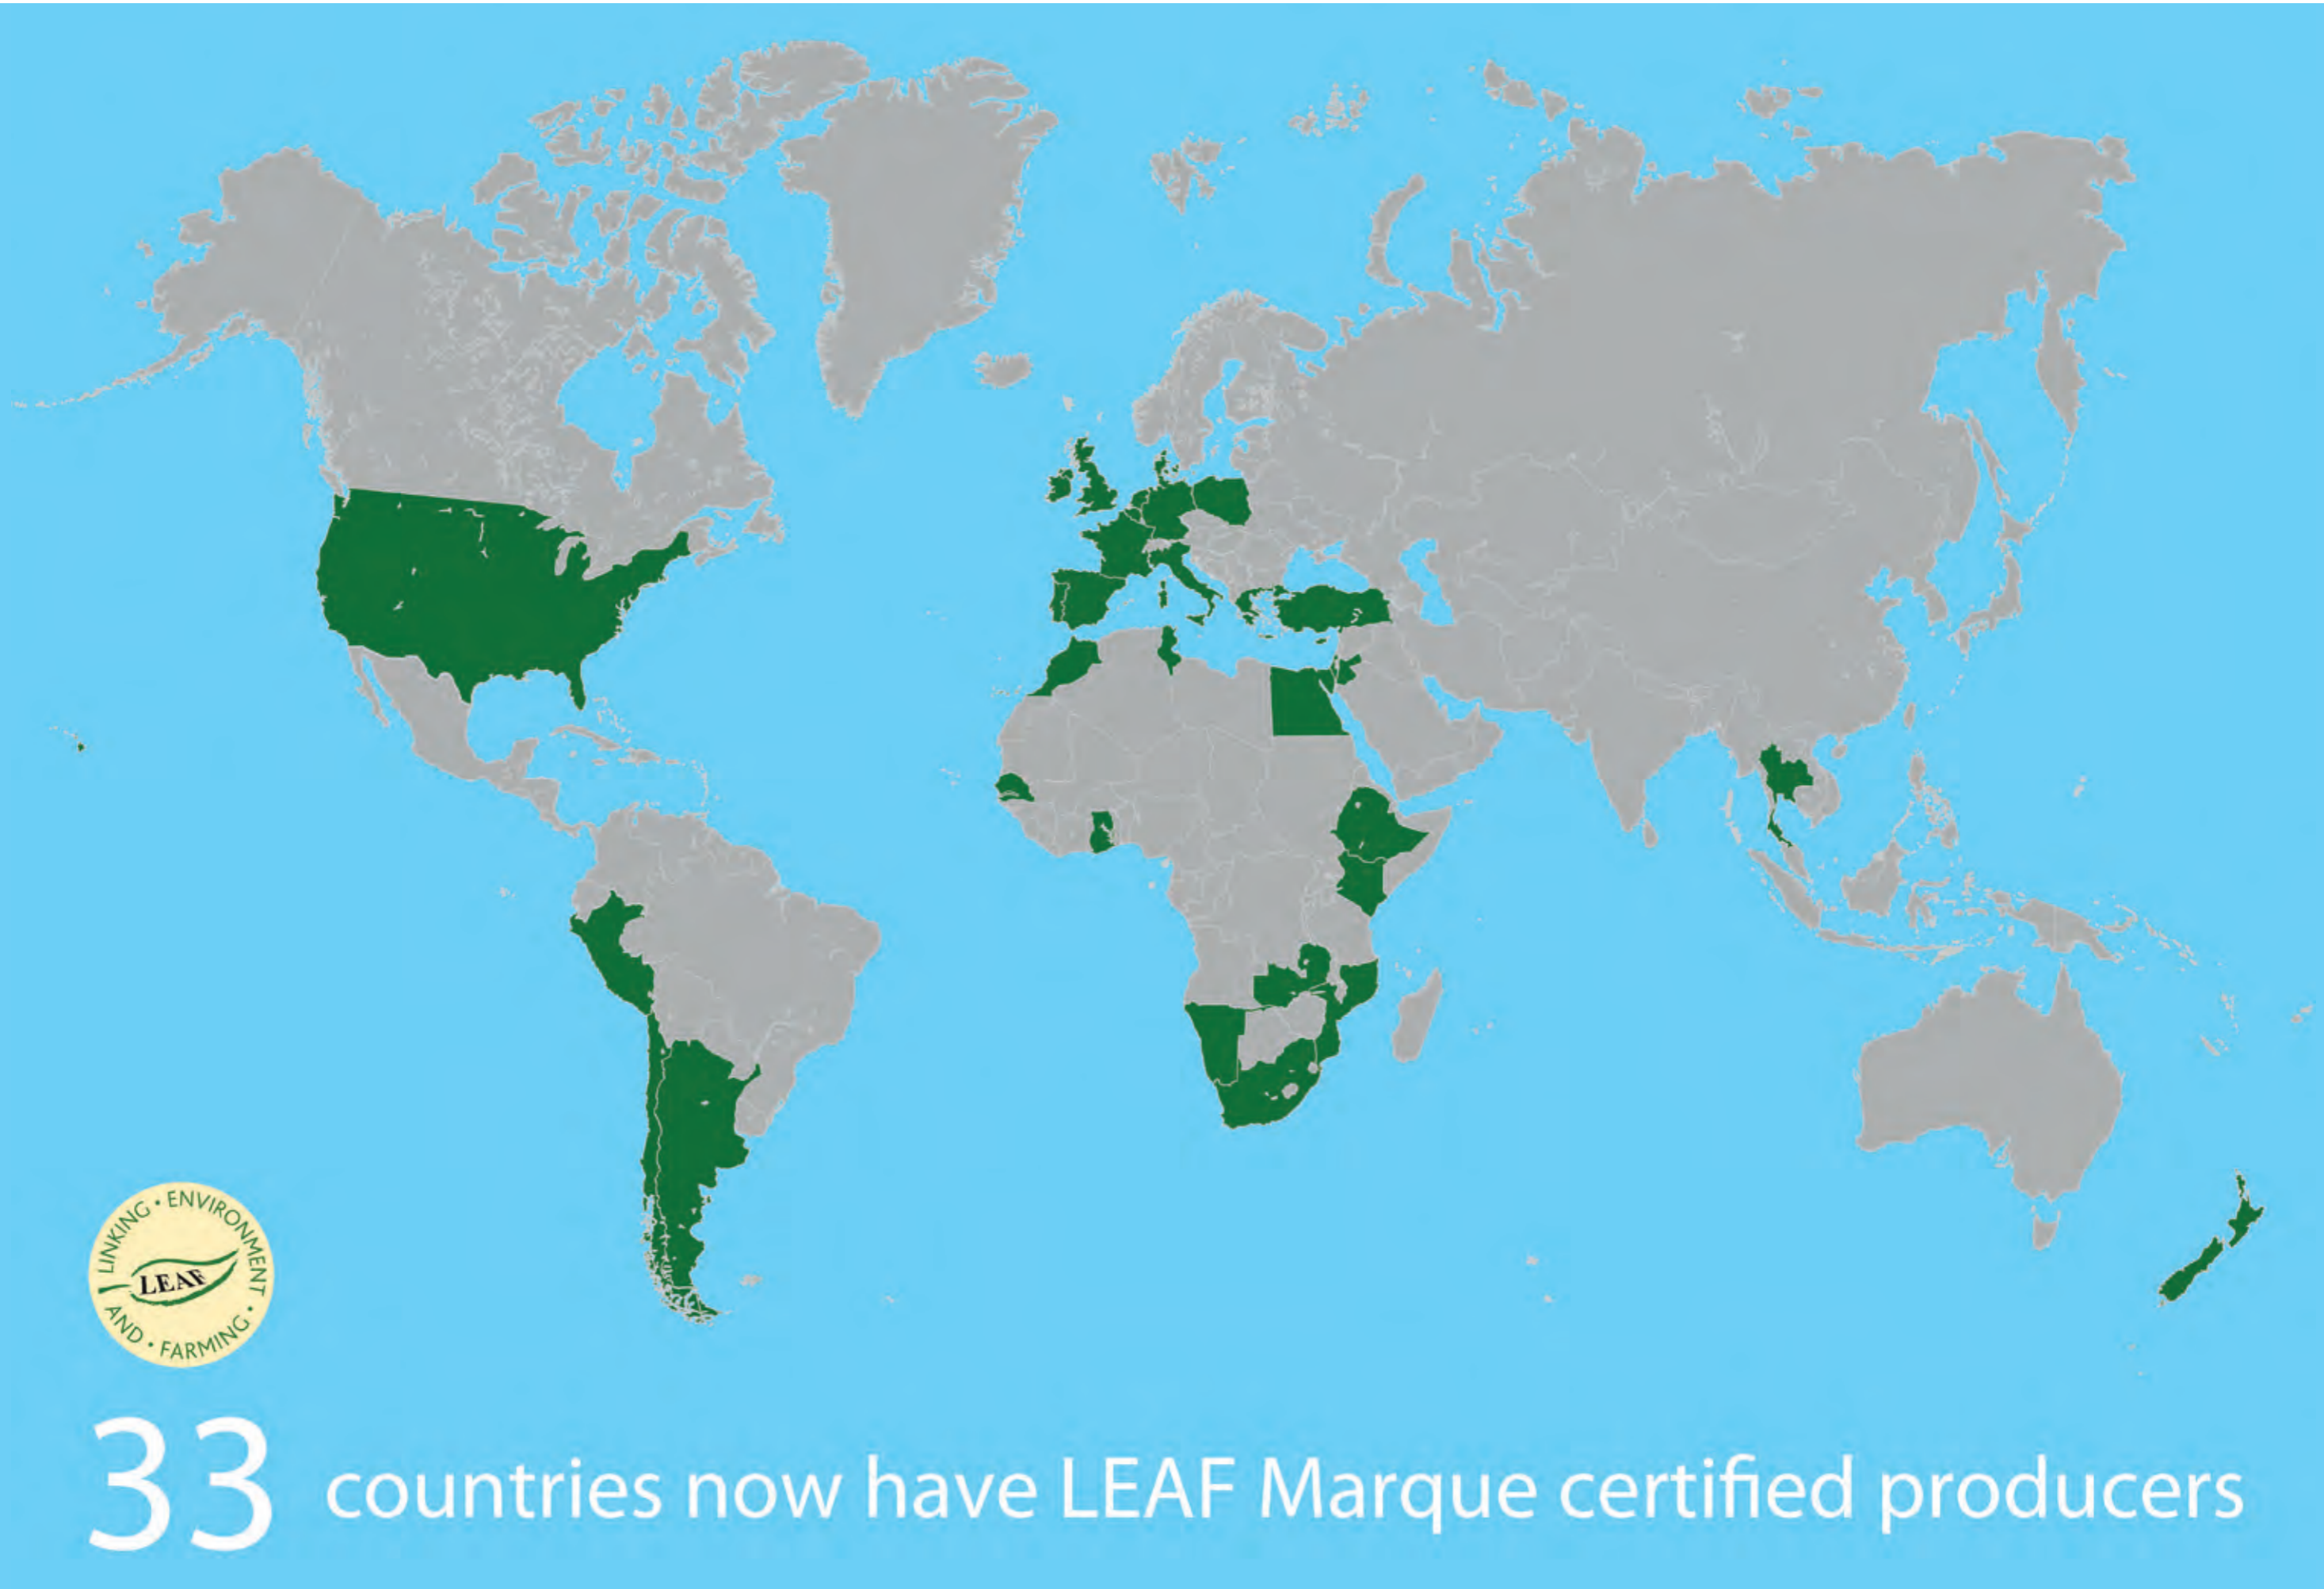 LINKING • ENVIRONMENT • AND • FARMING •
LEAF
33 countries now have LEAF Marque certified producers